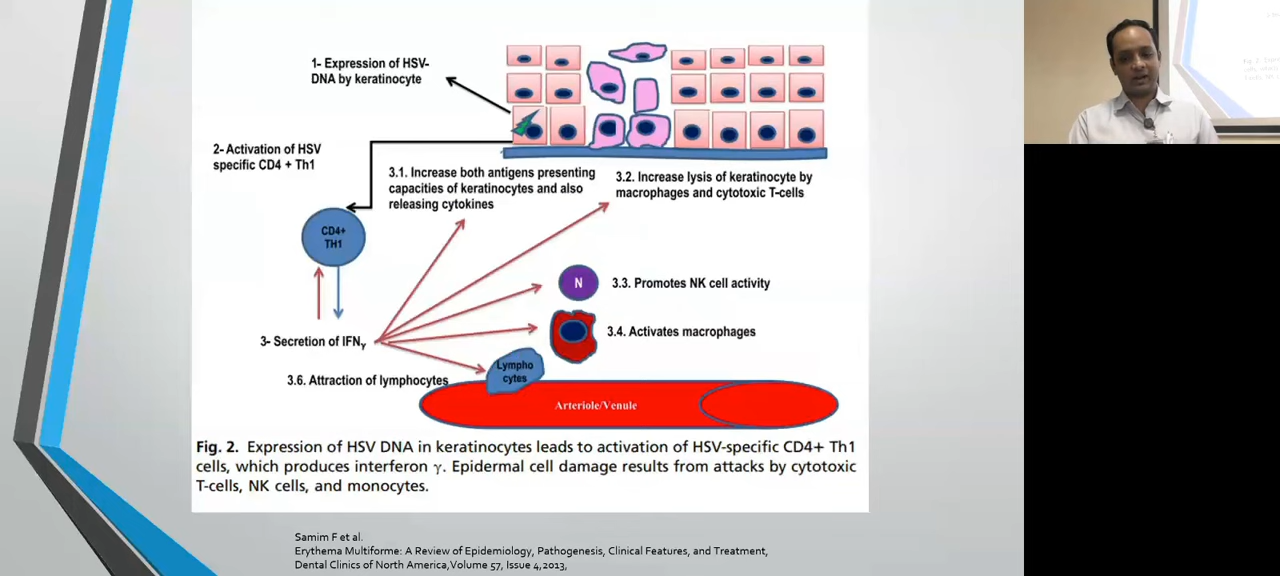 1- Expression of HSV-
DNA by keratinocyte
2- Activation of HSV
specific CD4 + Th1
3.1. Increase both antigens presenting
capacities of keratinocytes and also
releasing cytokines
3.2. Increase lysis of keratinocyte by
macrophages and cytotoxic T-cells
CD4+
TH1
N
3.3. Promotes NK cell activity
3.4. Activates macrophages
3- Secretion of IFNγ
3.6. Attraction of lymphocytes
Lympho
cytes
Arteriole/Venule
Fig. 2. Expression of HSV DNA in keratinocytes leads to activation of HSV-specific CD4+ Th1
cells, which produces interferon γ. Epidermal cell damage results from attacks by cytotoxic
T-cells, NK cells, and monocytes.
Samim F et al.
Erythema Multiforme: A Review of Epidemiology, Pathogenesis, Clinical Features, and Treatment,
Dental Clinics of North America,Volume 57, Issue 4,2013,